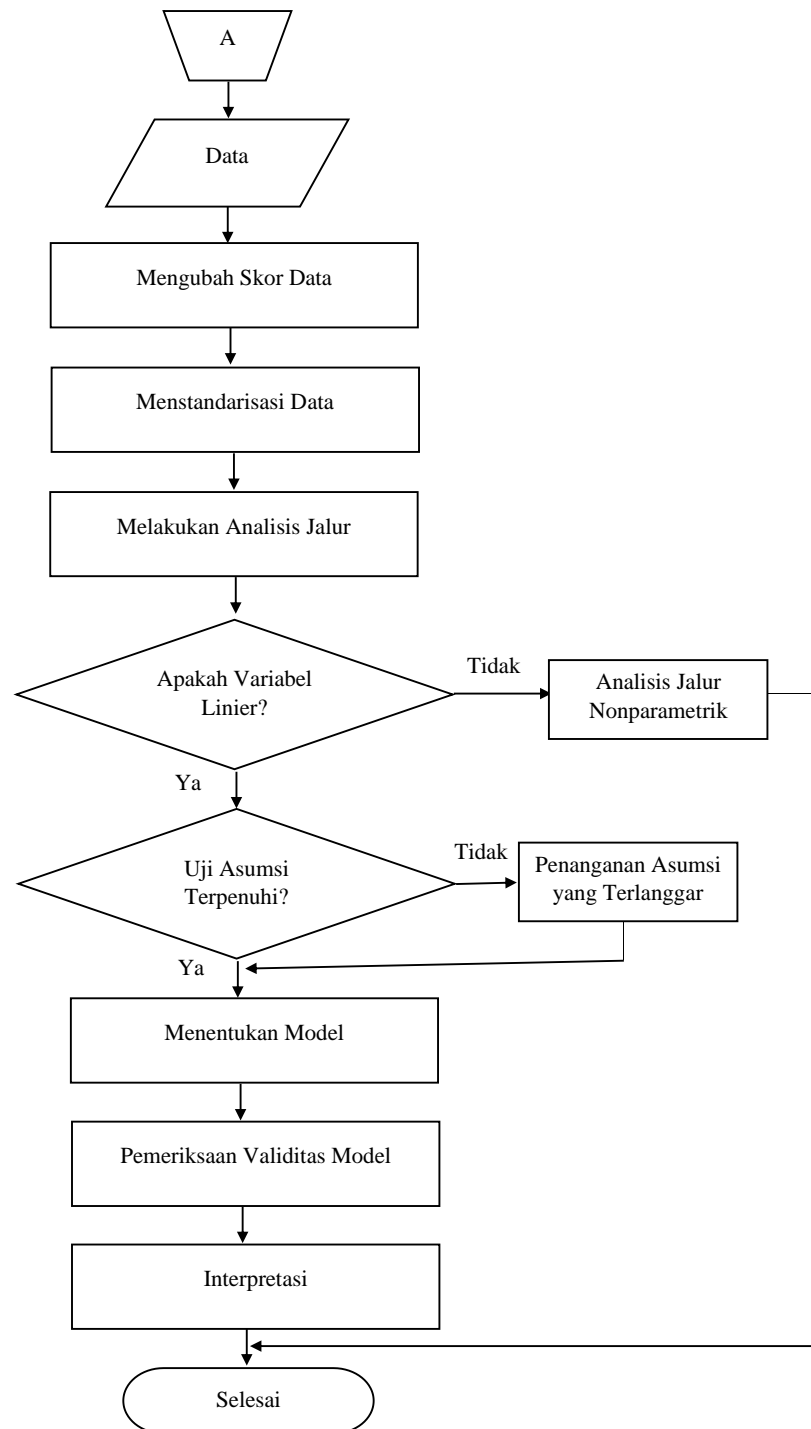 A
Data
Mengubah Skor Data
Menstandarisasi Data
Melakukan Analisis Jalur
Apakah Variabel
Linier?
Tidak
Analisis Jalur
Nonparametrik
Ya
Uji Asumsi
Terpenuhi?
Tidak
Penanganan Asumsi
yang Terlanggar
Ya
Menentukan Model
Pemeriksaan Validitas Model
Interpretasi
Selesai